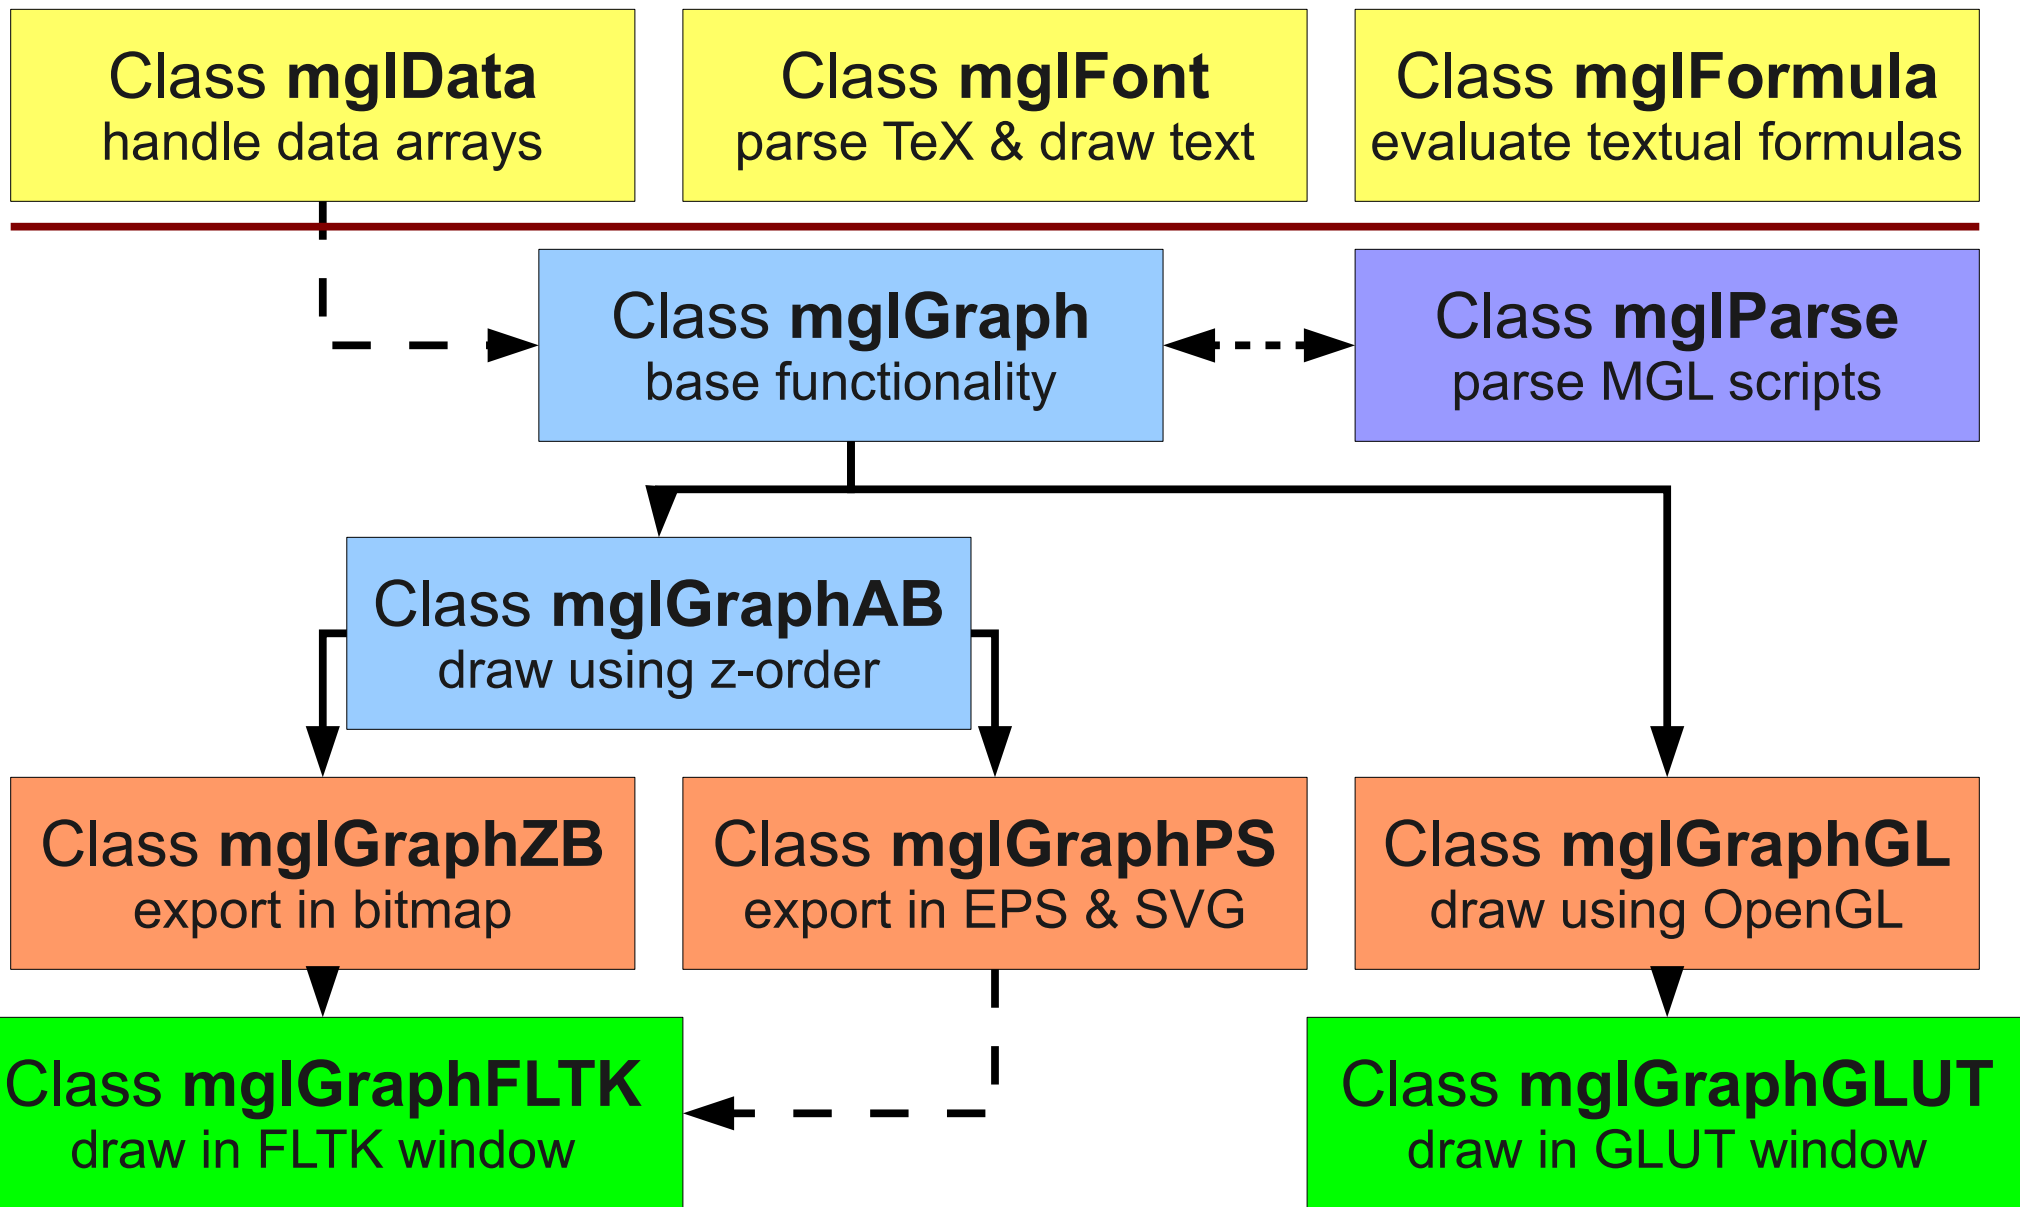 Class mglData
handle data arrays
Class mglFont
parse TeX & draw text
Class mglFormula
evaluate textual formulas
Class mglGraph
base functionality
Class mglParse
parse MGL scripts
Class mglGraphAB
draw using z-order
Class mglGraphZB
export in bitmap
Class mglGraphPS
export in EPS & SVG
Class mglGraphGL
draw using OpenGL
Class mglGraphFLTK
draw in FLTK window
Class mglGraphGLUT
draw in GLUT window